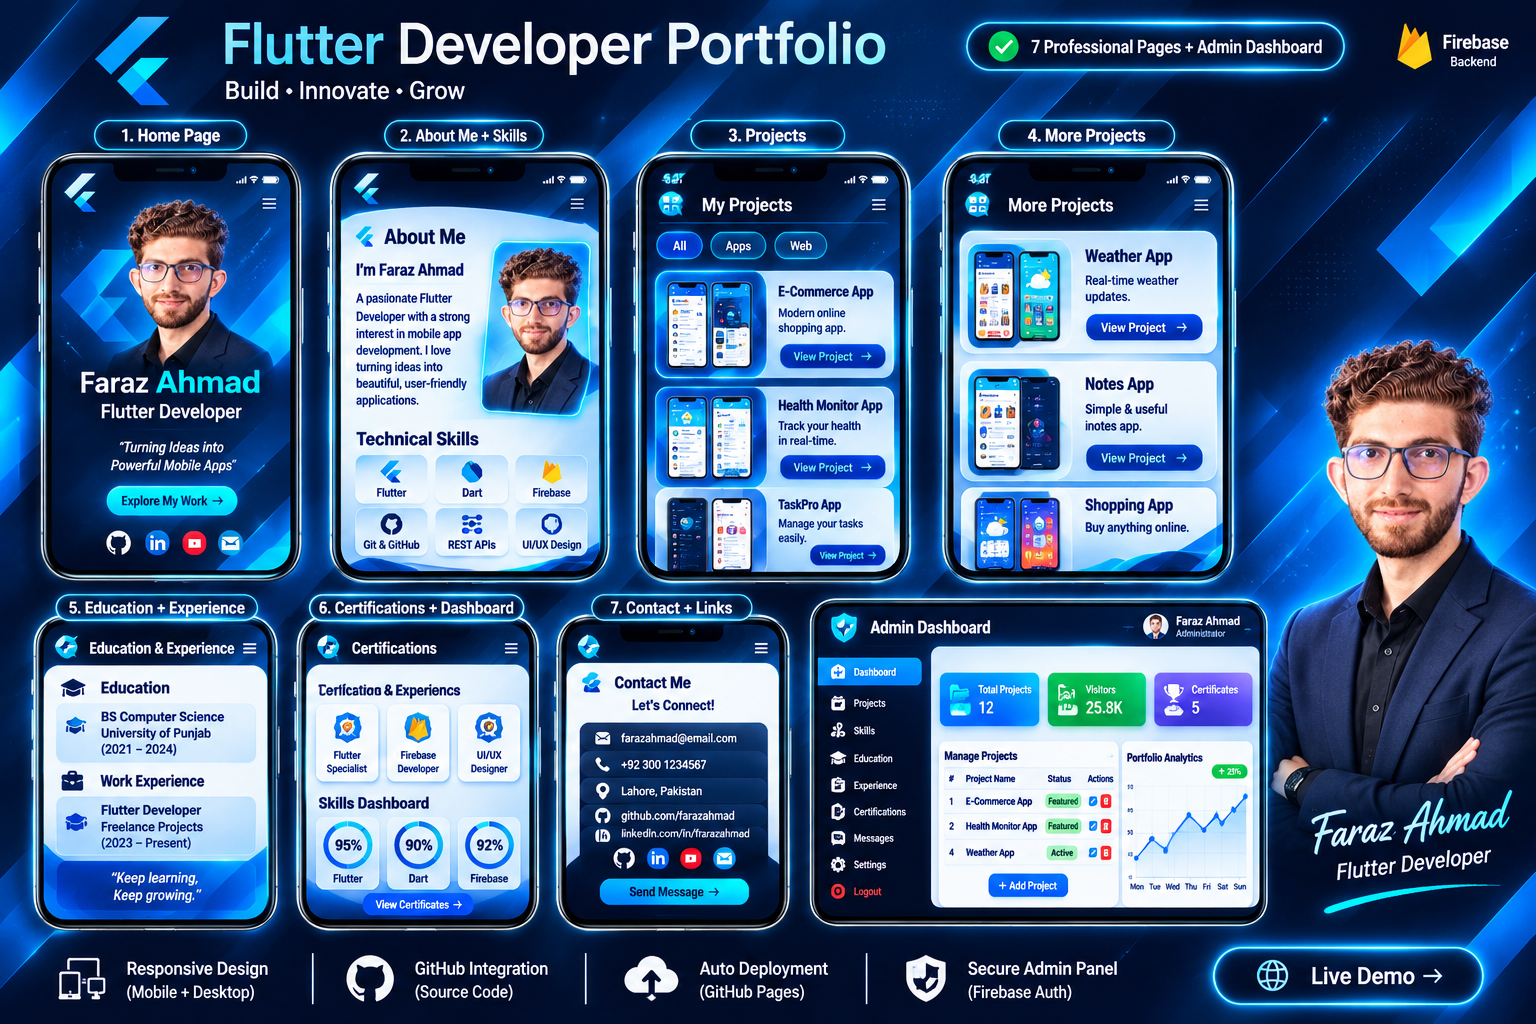 Flutter Developer Portfolio
Build • Innovate • Grow
7 Professional Pages + Admin Dashboard
Firebase
Backend
1. Home Page
Faraz Ahmad
Flutter Developer
"Turning Ideas into
Powerful Mobile Apps"
Explore My Work →
2. About Me + Skills
About Me
I'm Faraz Ahmad
A passionate Flutter
Developer with a strong
interest in mobile app
development. I love
turning ideas into
beautiful, user-friendly
applications.
Technical Skills
Flutter
Dart
Firebase
Git & GitHub
REST APIs
UI/UX Design
3. Projects
My Projects
All
Apps
Web
E-Commerce App
Modern online
shopping app.
View Project →
Health Monitor App
Track your health
in real-time.
View Project →
TaskPro App
Manage your tasks
easily.
View Project →
4. More Projects
More Projects
Weather App
Real-time weather
updates.
View Project →
Notes App
Simple & useful
inotes app.
View Project →
Shopping App
Buy anything online.
5. Education + Experience
Education & Experience
Education
BS Computer Science
University of Punjab
(2021 – 2024)
Work Experience
Flutter Developer
Freelance Projects
(2023 – Present)
"Keep learning,
Keep growing."
6. Certifications + Dashboard
Certifications
Certification & Experiencs
Flutter
Specialist
Firebase
Developer
UI/UX
Designer
Skills Dashboard
95%
90%
92%
Flutter
Dart
Firebase
View Certificates →
7. Contact + Links
Contact Me
Let's Connect!
farazahmad@email.com
+92 300 1234567
Lahore, Pakistan
github.com/farazahmad
linkedln.com/in/frarazahmad
in
Send Message →
Admin Dashboard
Faraz Ahmad
Administrator
Dashboard
Projects
Skills
Education
Experience
Certifications
Messages
Settings
Logout
Total Projects
12
Visitors
25.8K
Certificates
5
Manage Projects
# Project Name Status Actions
1 E-Commerce App Featured
2 Health Monitor App Featured
4 Weather App Active
+ Add Project
Portfolio Analytics
Mon Tue Wed Thu Fri Sat Sun
Faraz Ahmad
Flutter Developer
Responsive Design
(Mobile + Desktop)
GitHub Integration
(Source Code)
Auto Deployment
(GitHub Pages)
Secure Admin Panel
(Firebase Auth)
Live Demo →